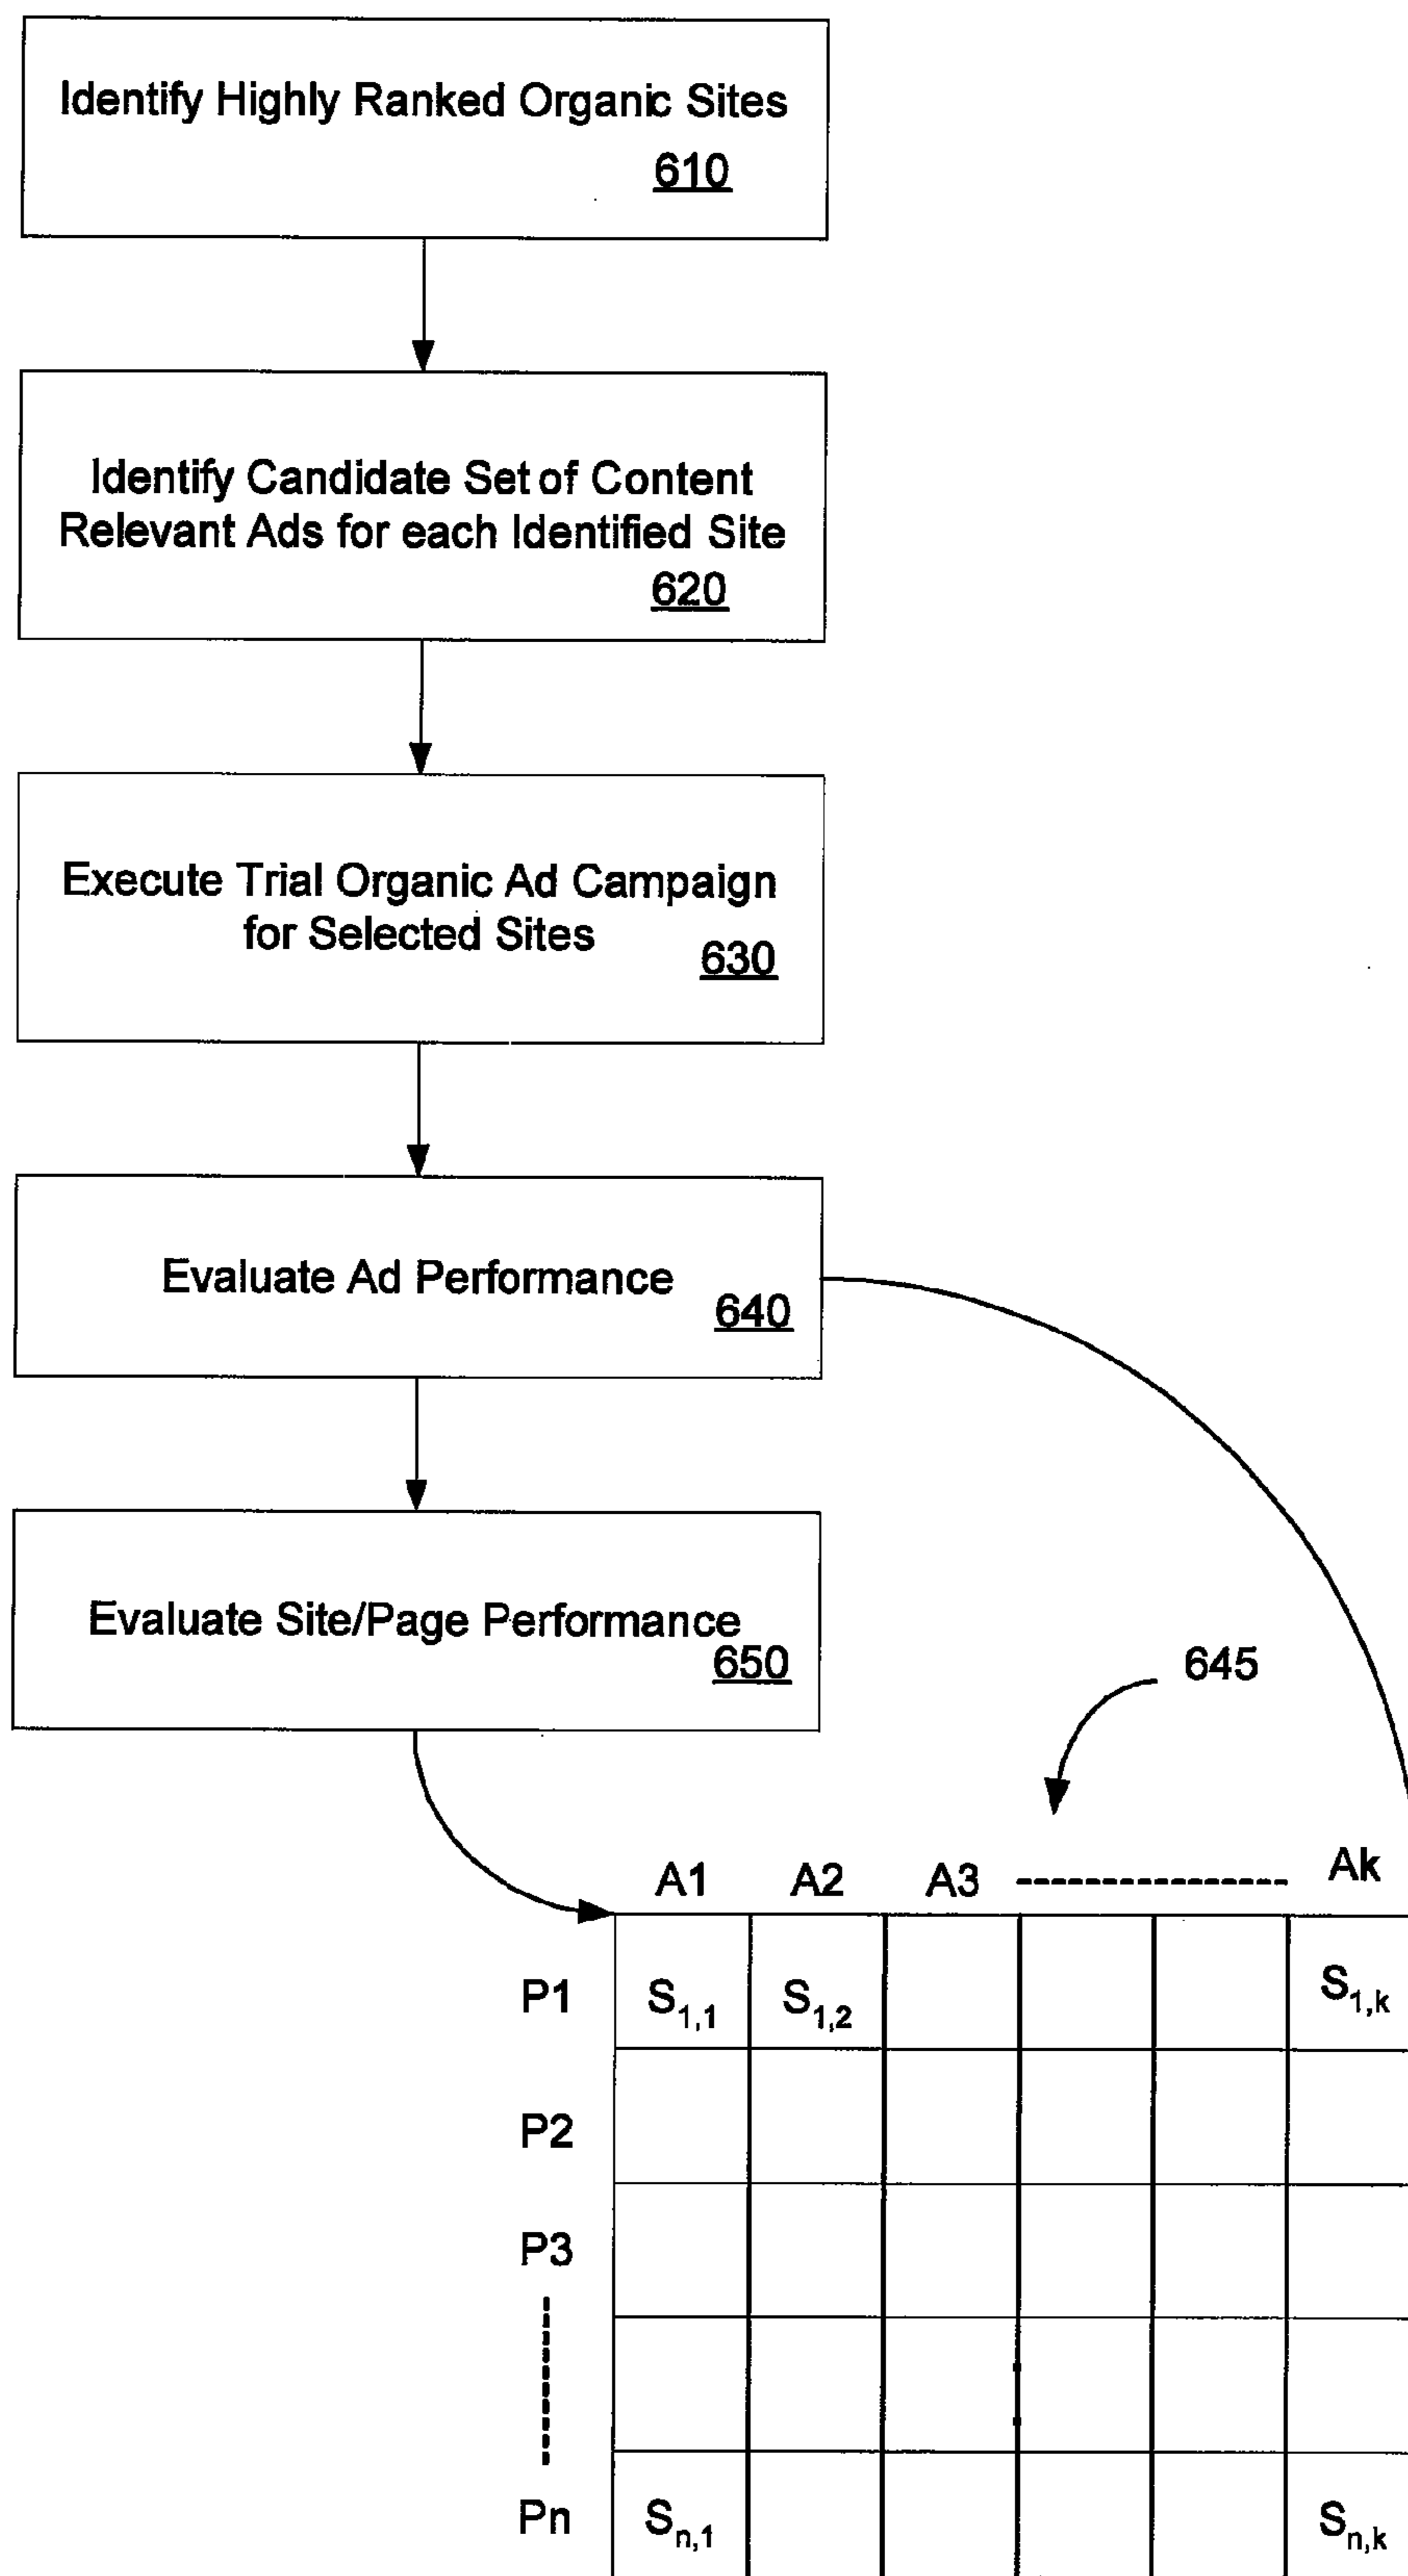 Identify Highly Ranked Organic Sites
610
Identify Candidate Set of Content
Relevant Ads for each Identified Site
620
Execute Trial Organic Ad Campaign
for Selected Sites
630
Evaluate Ad Performance
640
Evaluate Site/Page Performance
650
645
A1 A2 A3 Ak
P1 S1,1 S1,2 S1,k
P2
P3
Pn Sn,1 Sn,k